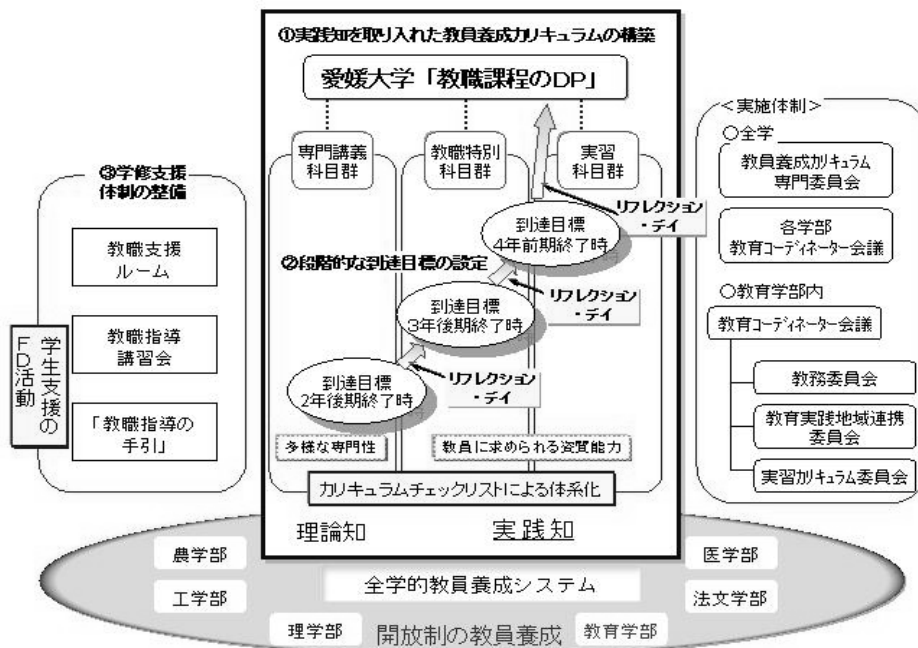 ①実践知を取り入れた教員養成カリキュラムの構築
愛媛大学「教職課程のDP」
専門講義
科目群
教職特別
科目群
実習
科目群
リフレクション
・デイ
到達目標
4年前期終了時
②段階的な到達目標の設定
リフレクション
・デイ
到達目標
3年後期終了時
リフレクション
・デイ
到達目標
2年後期終了時
多様な専門性
教員に求められる資質能力
カリキュラムチェックリストによる体系化
理論知
実践知
③学修支援
体制の整備
教職支援
ルーム
教職指導
講習会
「教職指導の
手引」
学生支援の
FD活動
<実施体制>
○全学
教員養成カリキュラム
専門委員会
各学部
教育コーディネーター会議
○教育学部内
教育コーディネーター会議
教務委員会
教育実践地域連携
委員会
実習カリキュラム委員会
農学部
医学部
全学的教員養成システム
工学部
法文学部
理学部
開放制の教員養成
教育学部